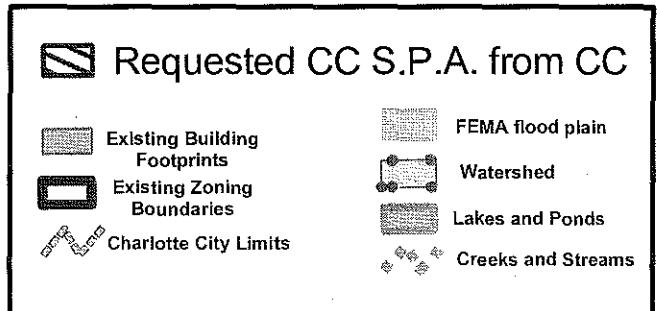 Requested CC S.P.A. from CC
Existing Building
Footprints
Existing Zoning
Boundaries
Charlotte City Limits
FEMA flood plain
Watershed
Lakes and Ponds
Creeks and Streams